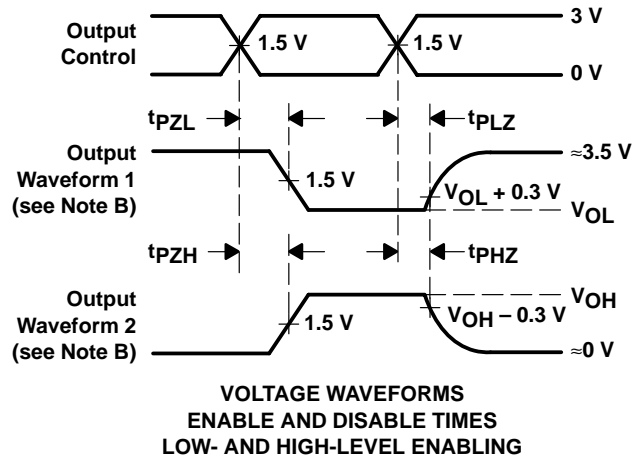 Output
Control
1.5 V
1.5 V
3 V
0 V
tPZL
tPLZ
Output
Waveform 1
(see Note B)
1.5 V
VOL + 0.3 V
≈3.5 V
VOL
tPZH
tPHZ
Output
Waveform 2
(see Note B)
1.5 V
VOH − 0.3 V
VOH
≈0 V
VOLTAGE WAVEFORMS
ENABLE AND DISABLE TIMES
LOW- AND HIGH-LEVEL ENABLING